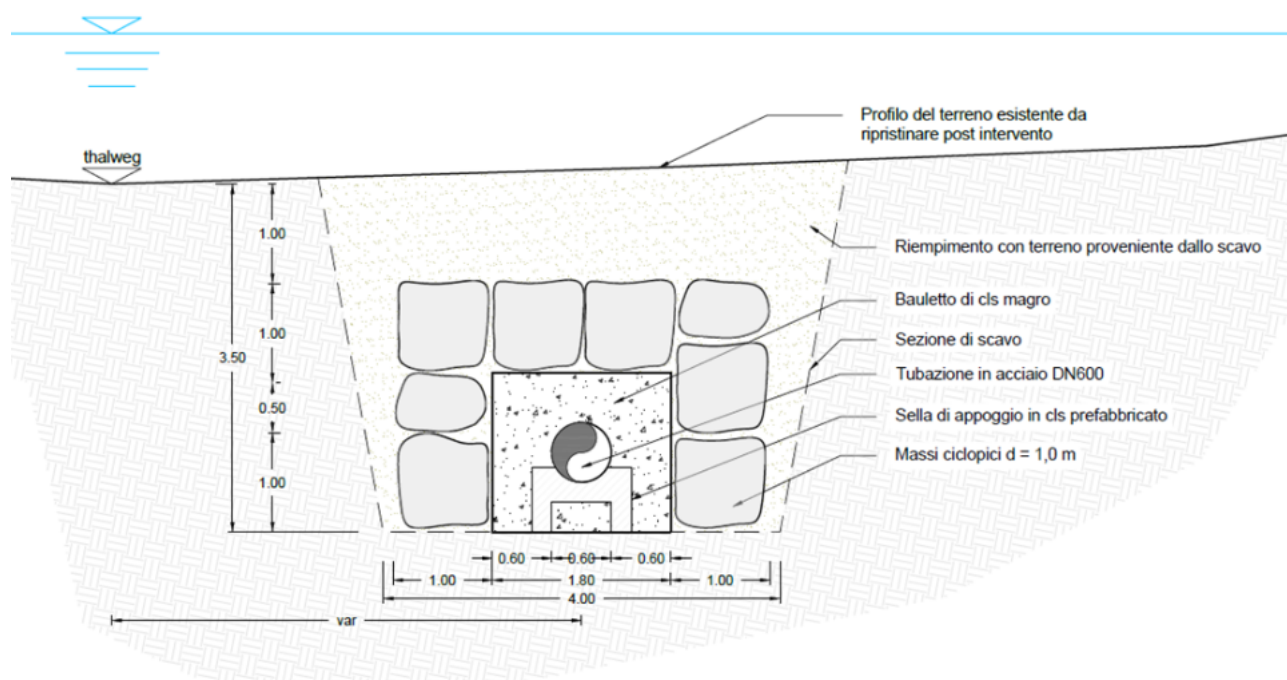 Profilo del terreno esistente da
ripristinare post intervento
thalweg
1.00
Riempimento con terreno proveniente dallo scavo
Bauletto di cls magro
1.00
Sezione di scavo
3.50
Tubazione in acciaio DN600
0.50
Sella di appoggio in cls prefabbricato
Massi ciclopici d = 1,0 m
1.00
0.60 0.60 0.60
1.00 1.80 1.00
4.00
var